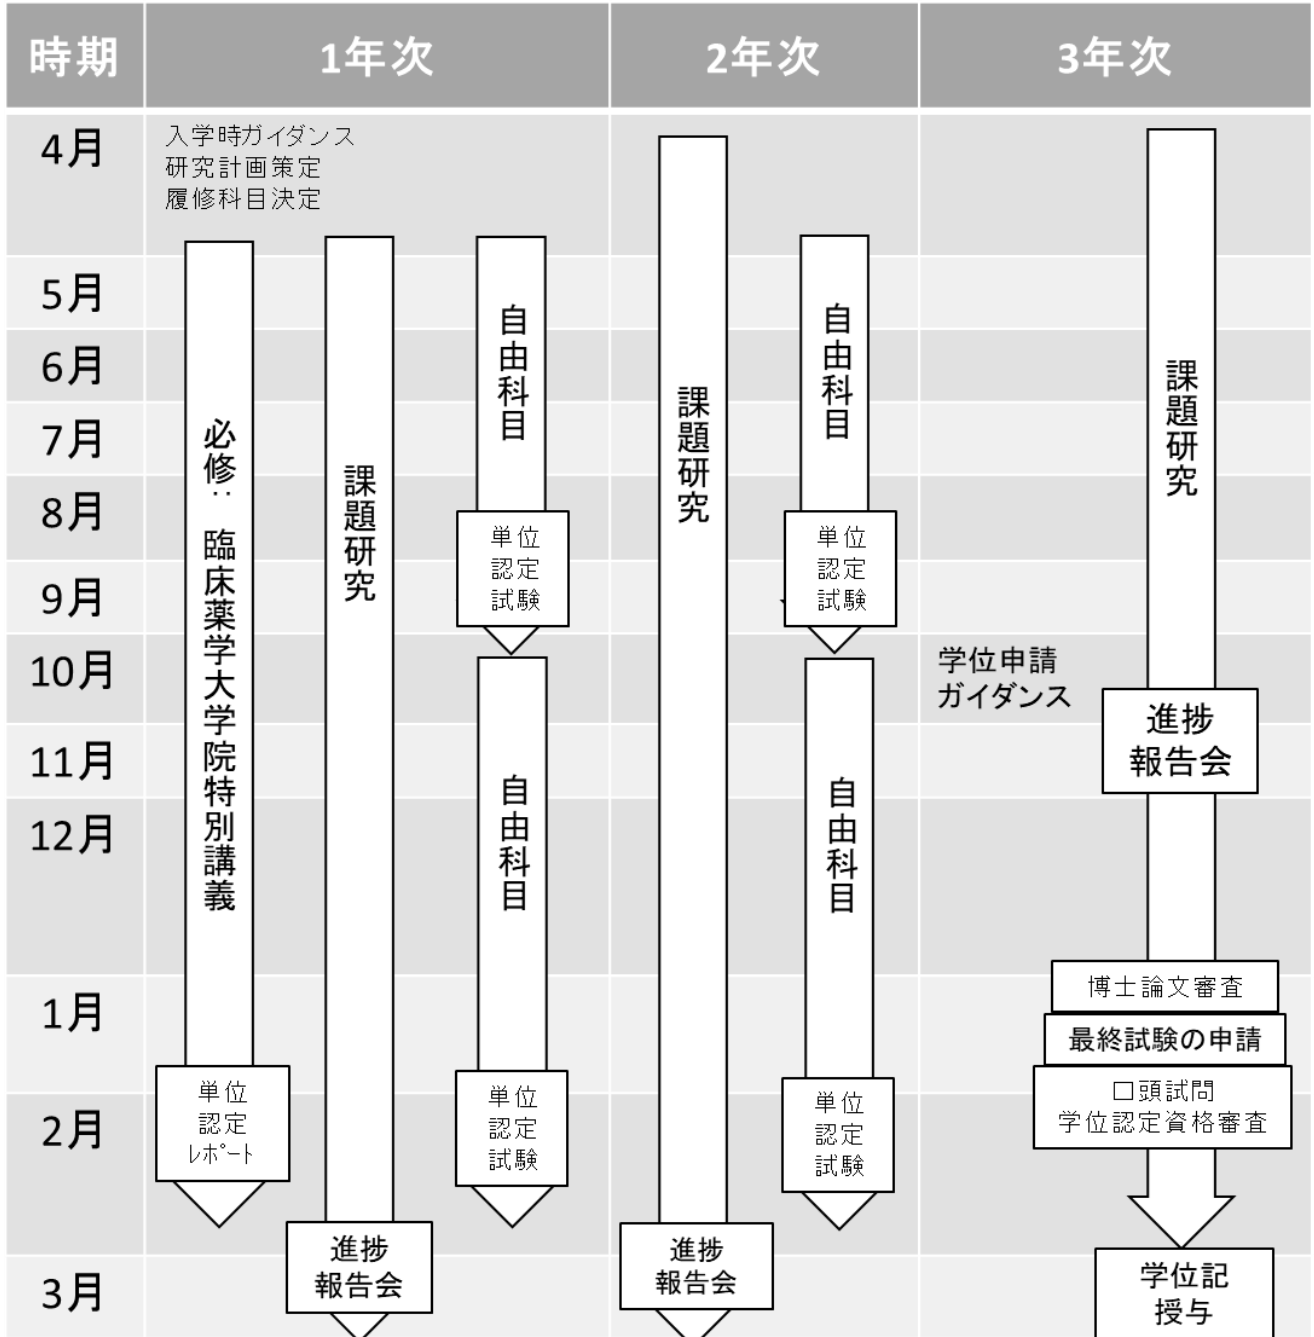 時期
1年次
2年次
3年次
4月
5月
6月
7月
8月
9月
10月
11月
12月
1月
2月
3月
入学時ガイダンス
研究計画策定
履修科目決定
必修： 臨床薬学大学院特別講義
単位
認定
レポート
課題研究
進捗
報告会
自由科目
単位
認定
試験
自由科目
単位
認定
試験
課題研究
進捗
報告会
自由科目
単位
認定
試験
自由科目
単位
認定
試験
学位申請
ガイダンス
課題研究
進捗
報告会
博士論文審査
最終試験の申請
口頭試問
学位認定資格審査
学位記
授与